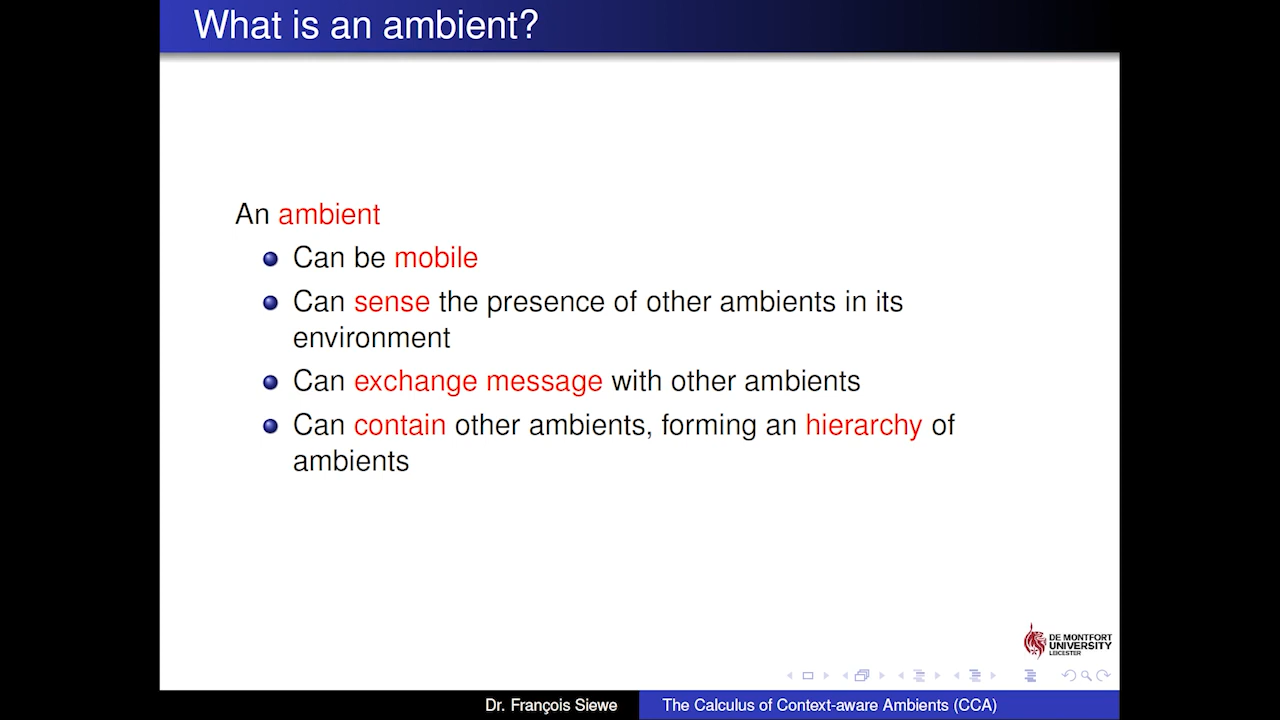 What is an ambient?
An ambient
Can be mobile
Can sense the presence of other ambients in its
environment
Can exchange message with other ambients
Can contain other ambients, forming an hierarchy of
ambients
DE MONTFORT
UNIVERSITY
LEICESTER
Dr. François Siewe
The Calculus of Context-aware Ambients (CCA)